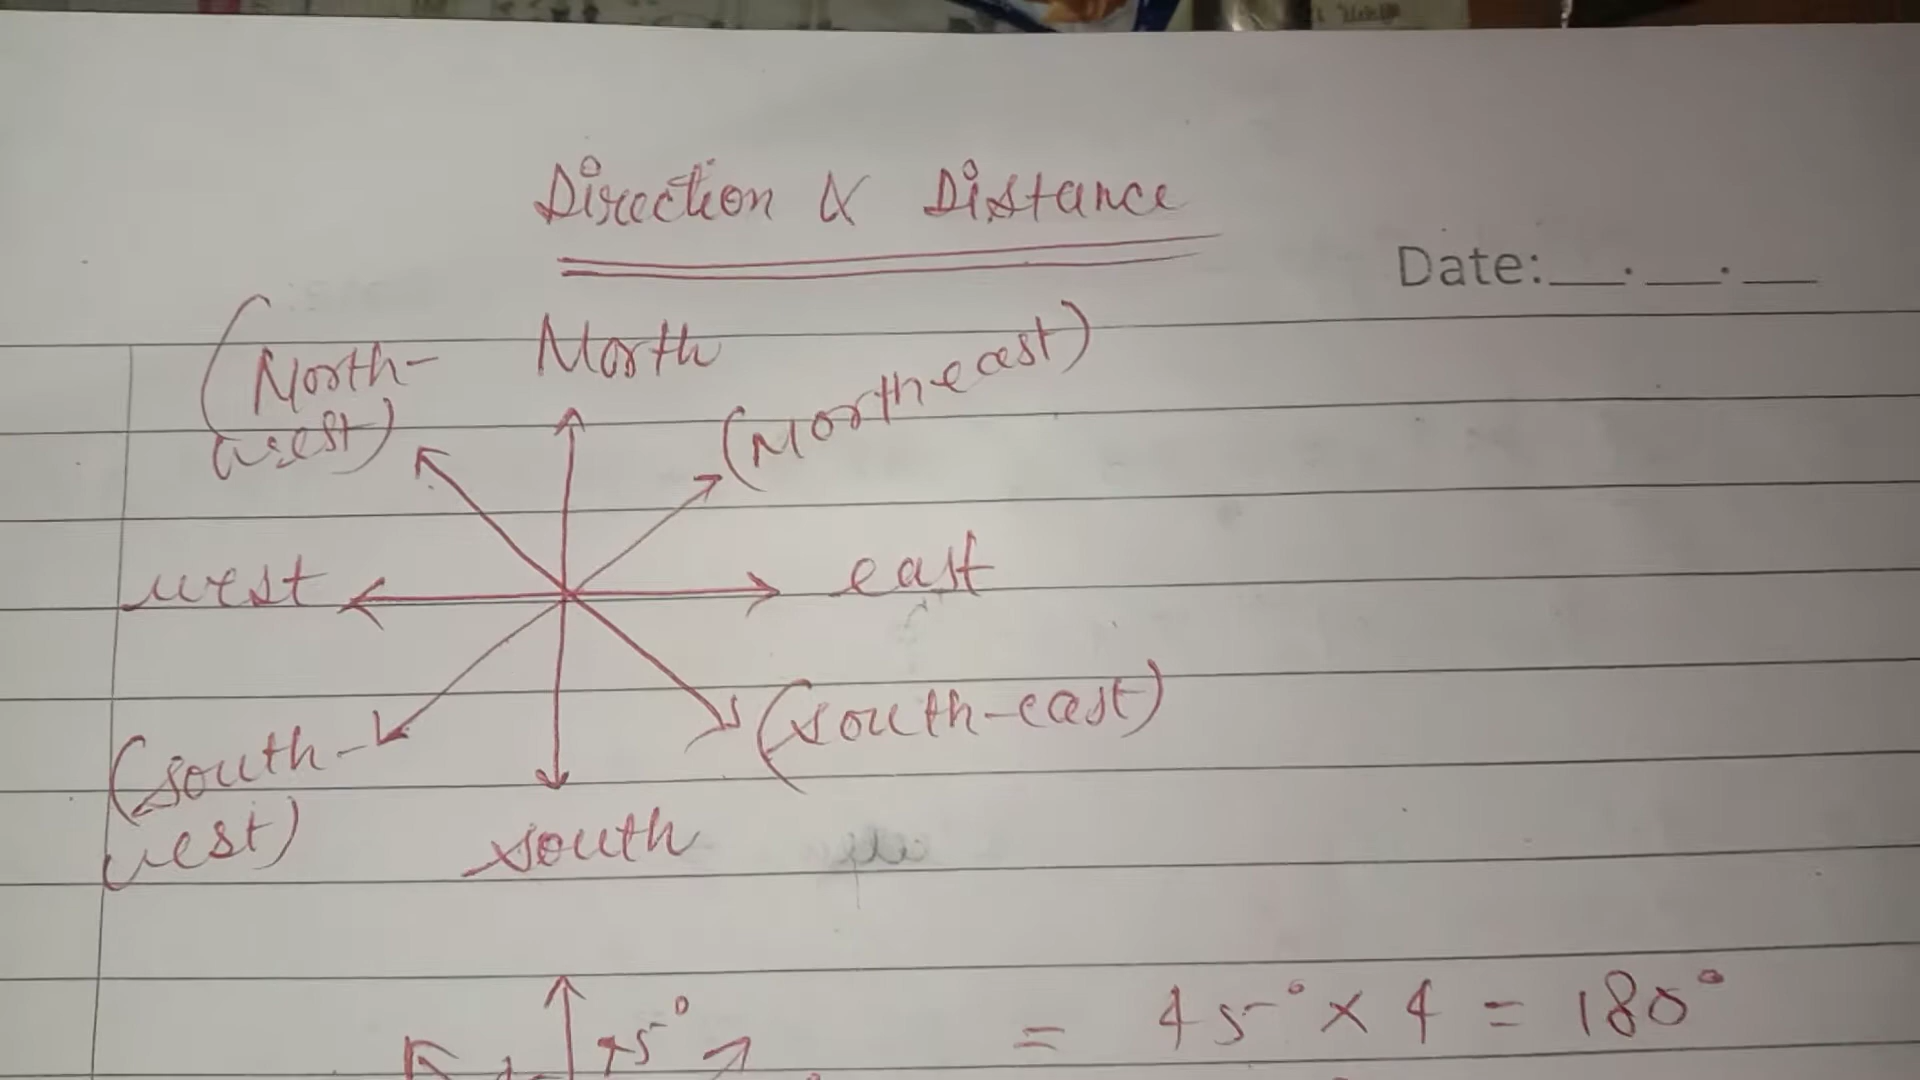 Direction & Distance
Date:__.__.__
(North-
west)
North
(Northeast)
west
east
(south-
west)
south
(south-east)
45°
= 45° × 4 = 180°